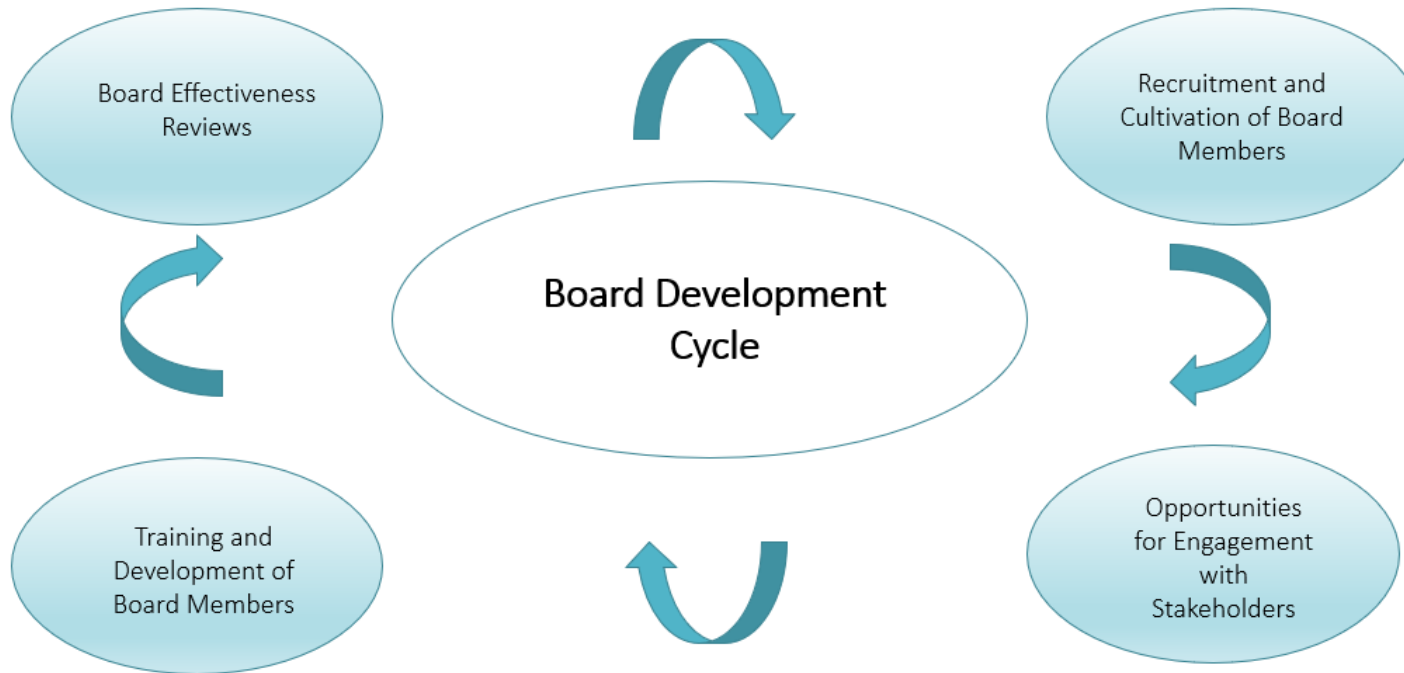 Board Effectiveness
Reviews
Recruitment and
Cultivation of Board
Members
Board Development
Cycle
Training and
Development of
Board Members
Opportunities
for Engagement
with
Stakeholders